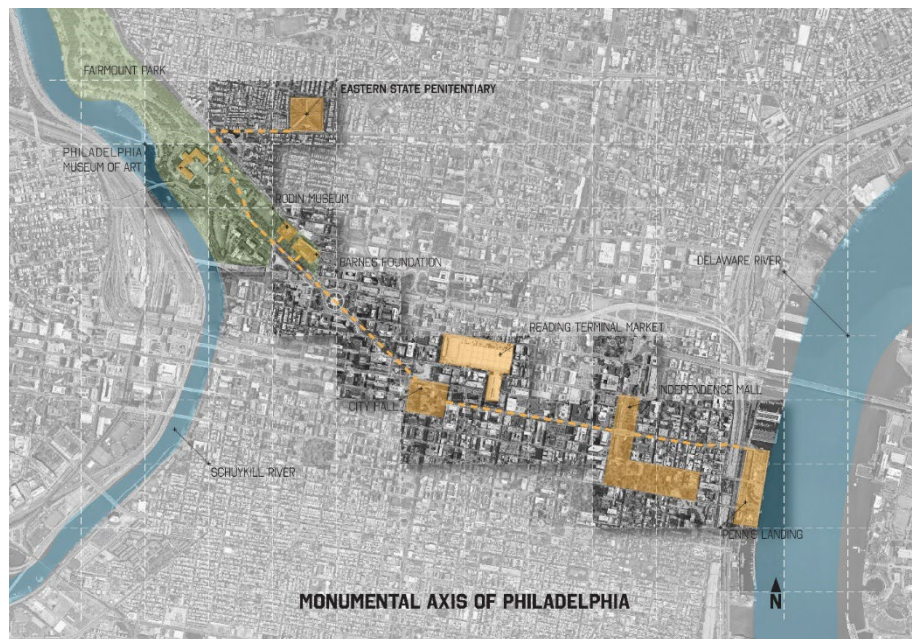 FAIRMOUNT PARK
EASTERN STATE PENITENTIARY
PHILADELPHIA
MUSEUM OF ART
RODIN MUSEUM
BARNES FOUNDATION
DELAWARE RIVER
READING TERMINAL MARKET
INDEPENDENCE MALL
CITY HALL
SCHUYKILL RIVER
PENN'S LANDING
MONUMENTAL AXIS OF PHILADELPHIA
N